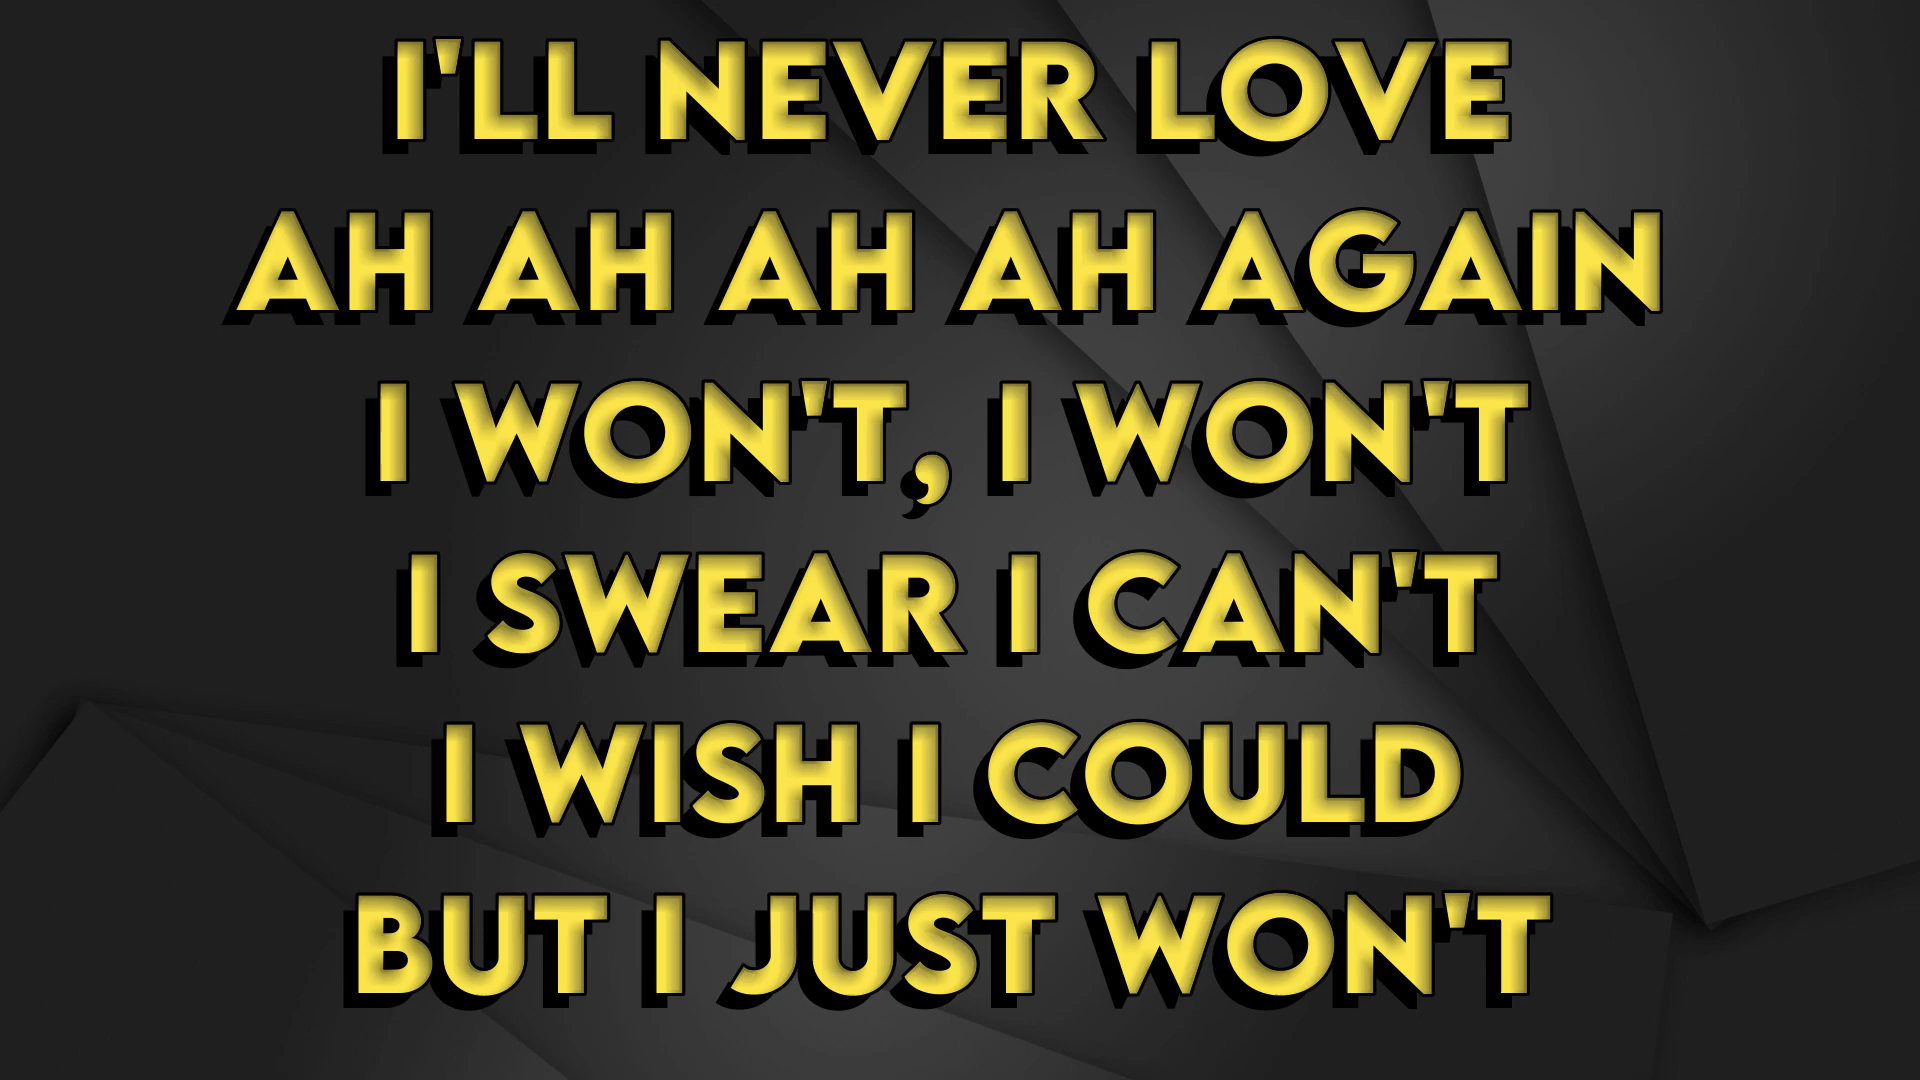 I'LL NEVER LOVE
AH AH AH AH AGAIN
I WON'T, I WON'T
I SWEAR I CAN'T
I WISH I COULD
BUT I JUST WON'T